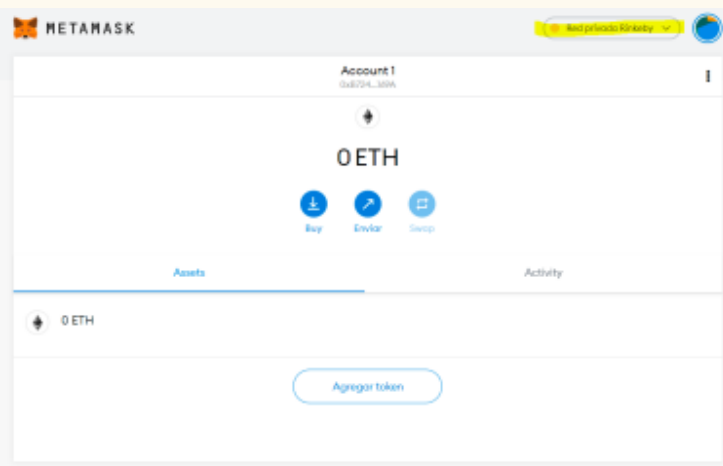 METAMASK
Red privada Rinkeby
Account 1
0 ETH
Buy
Enviar
Swap
Assets
Activity
0 ETH
Agregar token